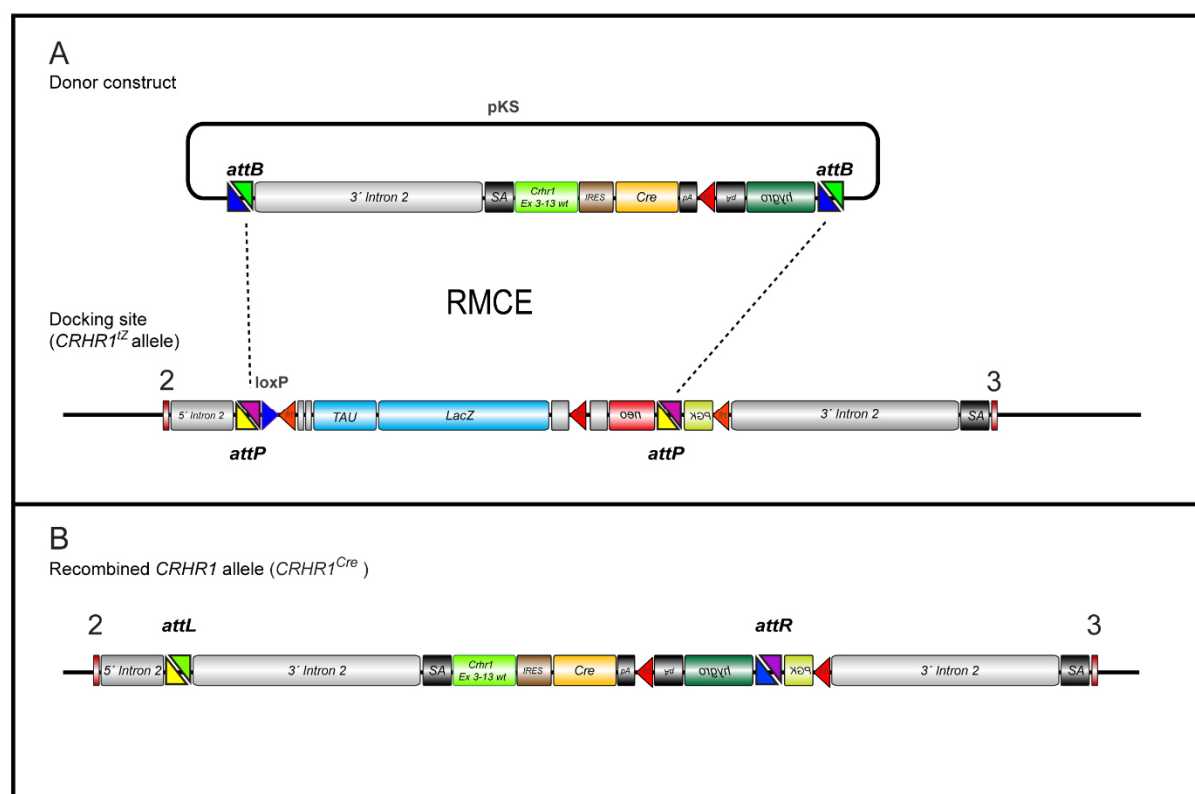 A
Donor construct
pKS
attB attB
3´ Intron 2 SA Crhr1 Ex 3-13 wt IRES Cre pA pA hygro
RMCE
Docking site
(CRHR1tZ allele)
2 loxP 3
5´ Intron 2 frt TAU LacZ neo PGK 3´ Intron 2 SA
attP attP
B
Recombined CRHR1 allele (CRHR1Cre )
2 attL attR 3
5´ Intron 2 3´ Intron 2 SA Crhr1 Ex 3-13 wt IRES Cre pA pA hygro PGK 3´ Intron 2 SA